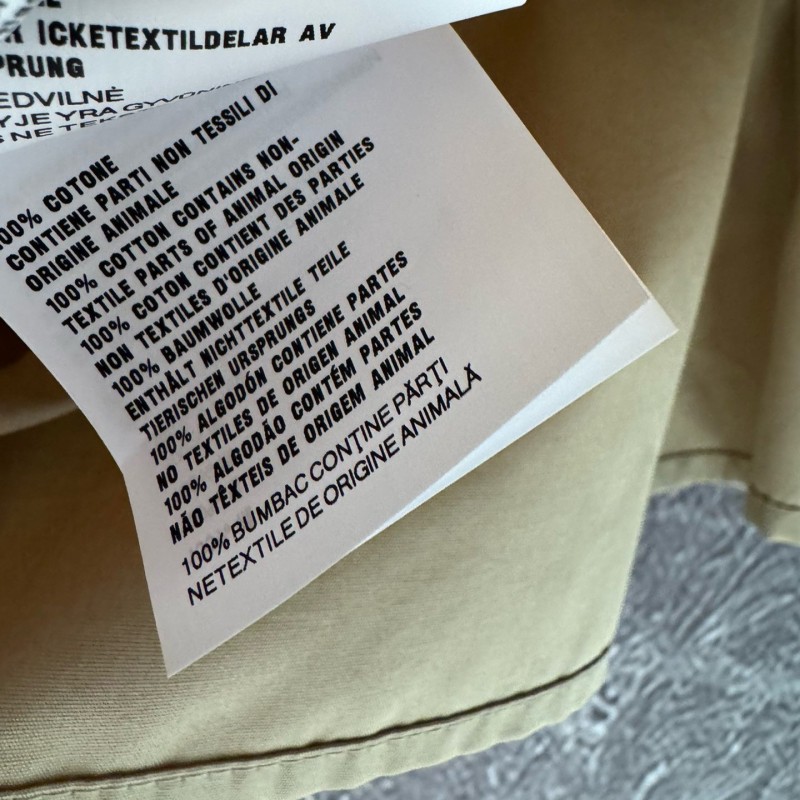 ICKETEXTILDELAR AV
PRUNG
EDVILNĖ
YJE YRA
100% COTONE
CONTIENE PARTI NON TESSILI DI
ORIGINE ANIMALE
100% COTTON CONTAINS NON-
TEXTILE PARTS OF ANIMAL ORIGIN
100% COTON CONTIENT DES PARTIES
NON TEXTILES D'ORIGINE ANIMALE
100% BAUMWOLLE
ENTHÄLT NICHTTEXTILE TEILE
TIERISCHEN URSPRUNGS
100% ALGODÓN CONTIENE PARTES
NO TEXTILES DE ORIGEN ANIMAL
100% ALGODÃO CONTÉM PARTES
NÃO TÊXTEIS DE ORIGEM ANIMAL
100% BUMBAC CONȚINE PĂRȚI
NETEXTILE DE ORIGINE ANIMALĂ